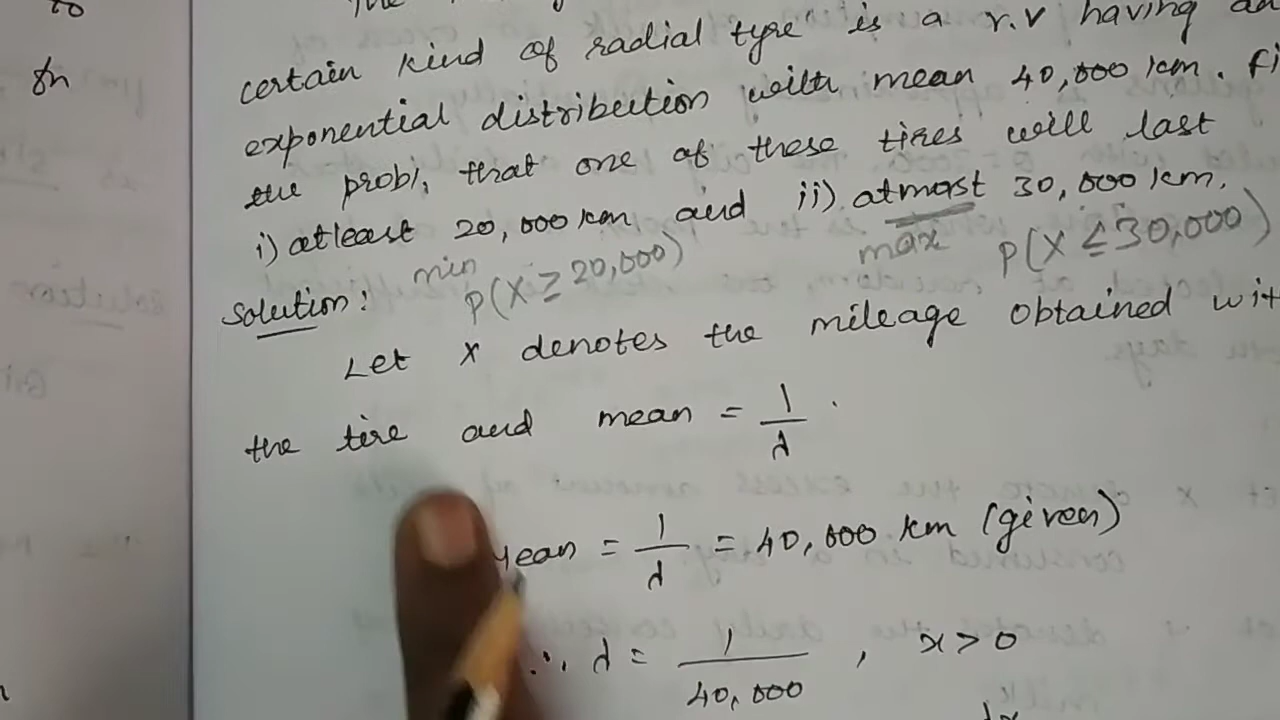 to
the
certain kind of radial tyre" is a r.v having an
exponential distribution with mean 40,000 km. Fi
the probl, that one of these tires will last
i) atleast 20,000 km and ii) atmost 30,000 km.
min P(X ≥ 20,000) max P(X ≤ 30,000)
Solution:
Let X denotes the mileage obtained wit
the tire and mean = 1/λ.
mean = 1/λ = 40,000 km (given)
∴ λ = 1/40,000 , x > 0